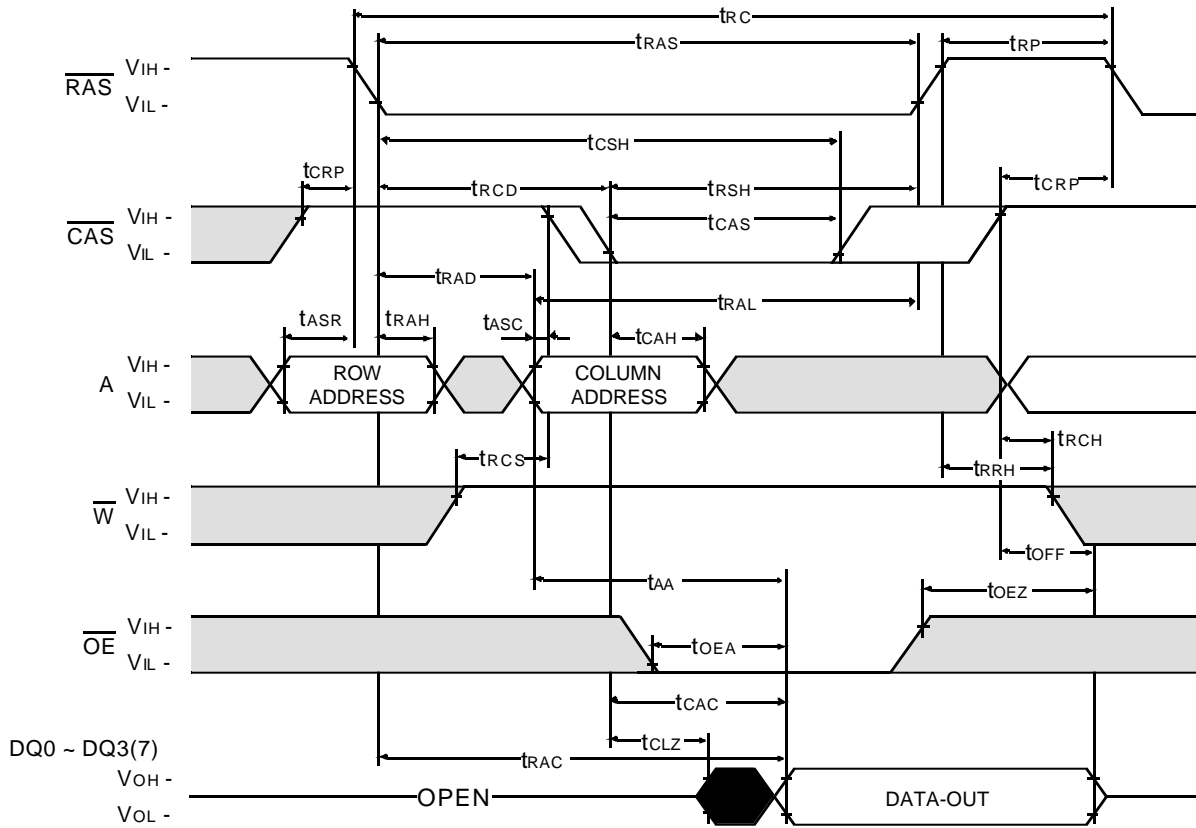 tRC
tRAS
tRP
RAS
VIH -
VIL -
tCSH
tCRP
tRCD
tRSH
tCRP
CAS
VIH -
VIL -
tCAS
tRAD
tRAL
tASR
tRAH
tASC
tCAH
A
VIH -
VIL -
ROW
ADDRESS
COLUMN
ADDRESS
tRCS
tRCH
tRRH
W
VIH -
VIL -
tOFF
tAA
tOEZ
OE
VIH -
VIL -
tOEA
tCAC
DQ0 ~ DQ3(7)
tCLZ
tRAC
VOH -
VOL -
OPEN
DATA-OUT